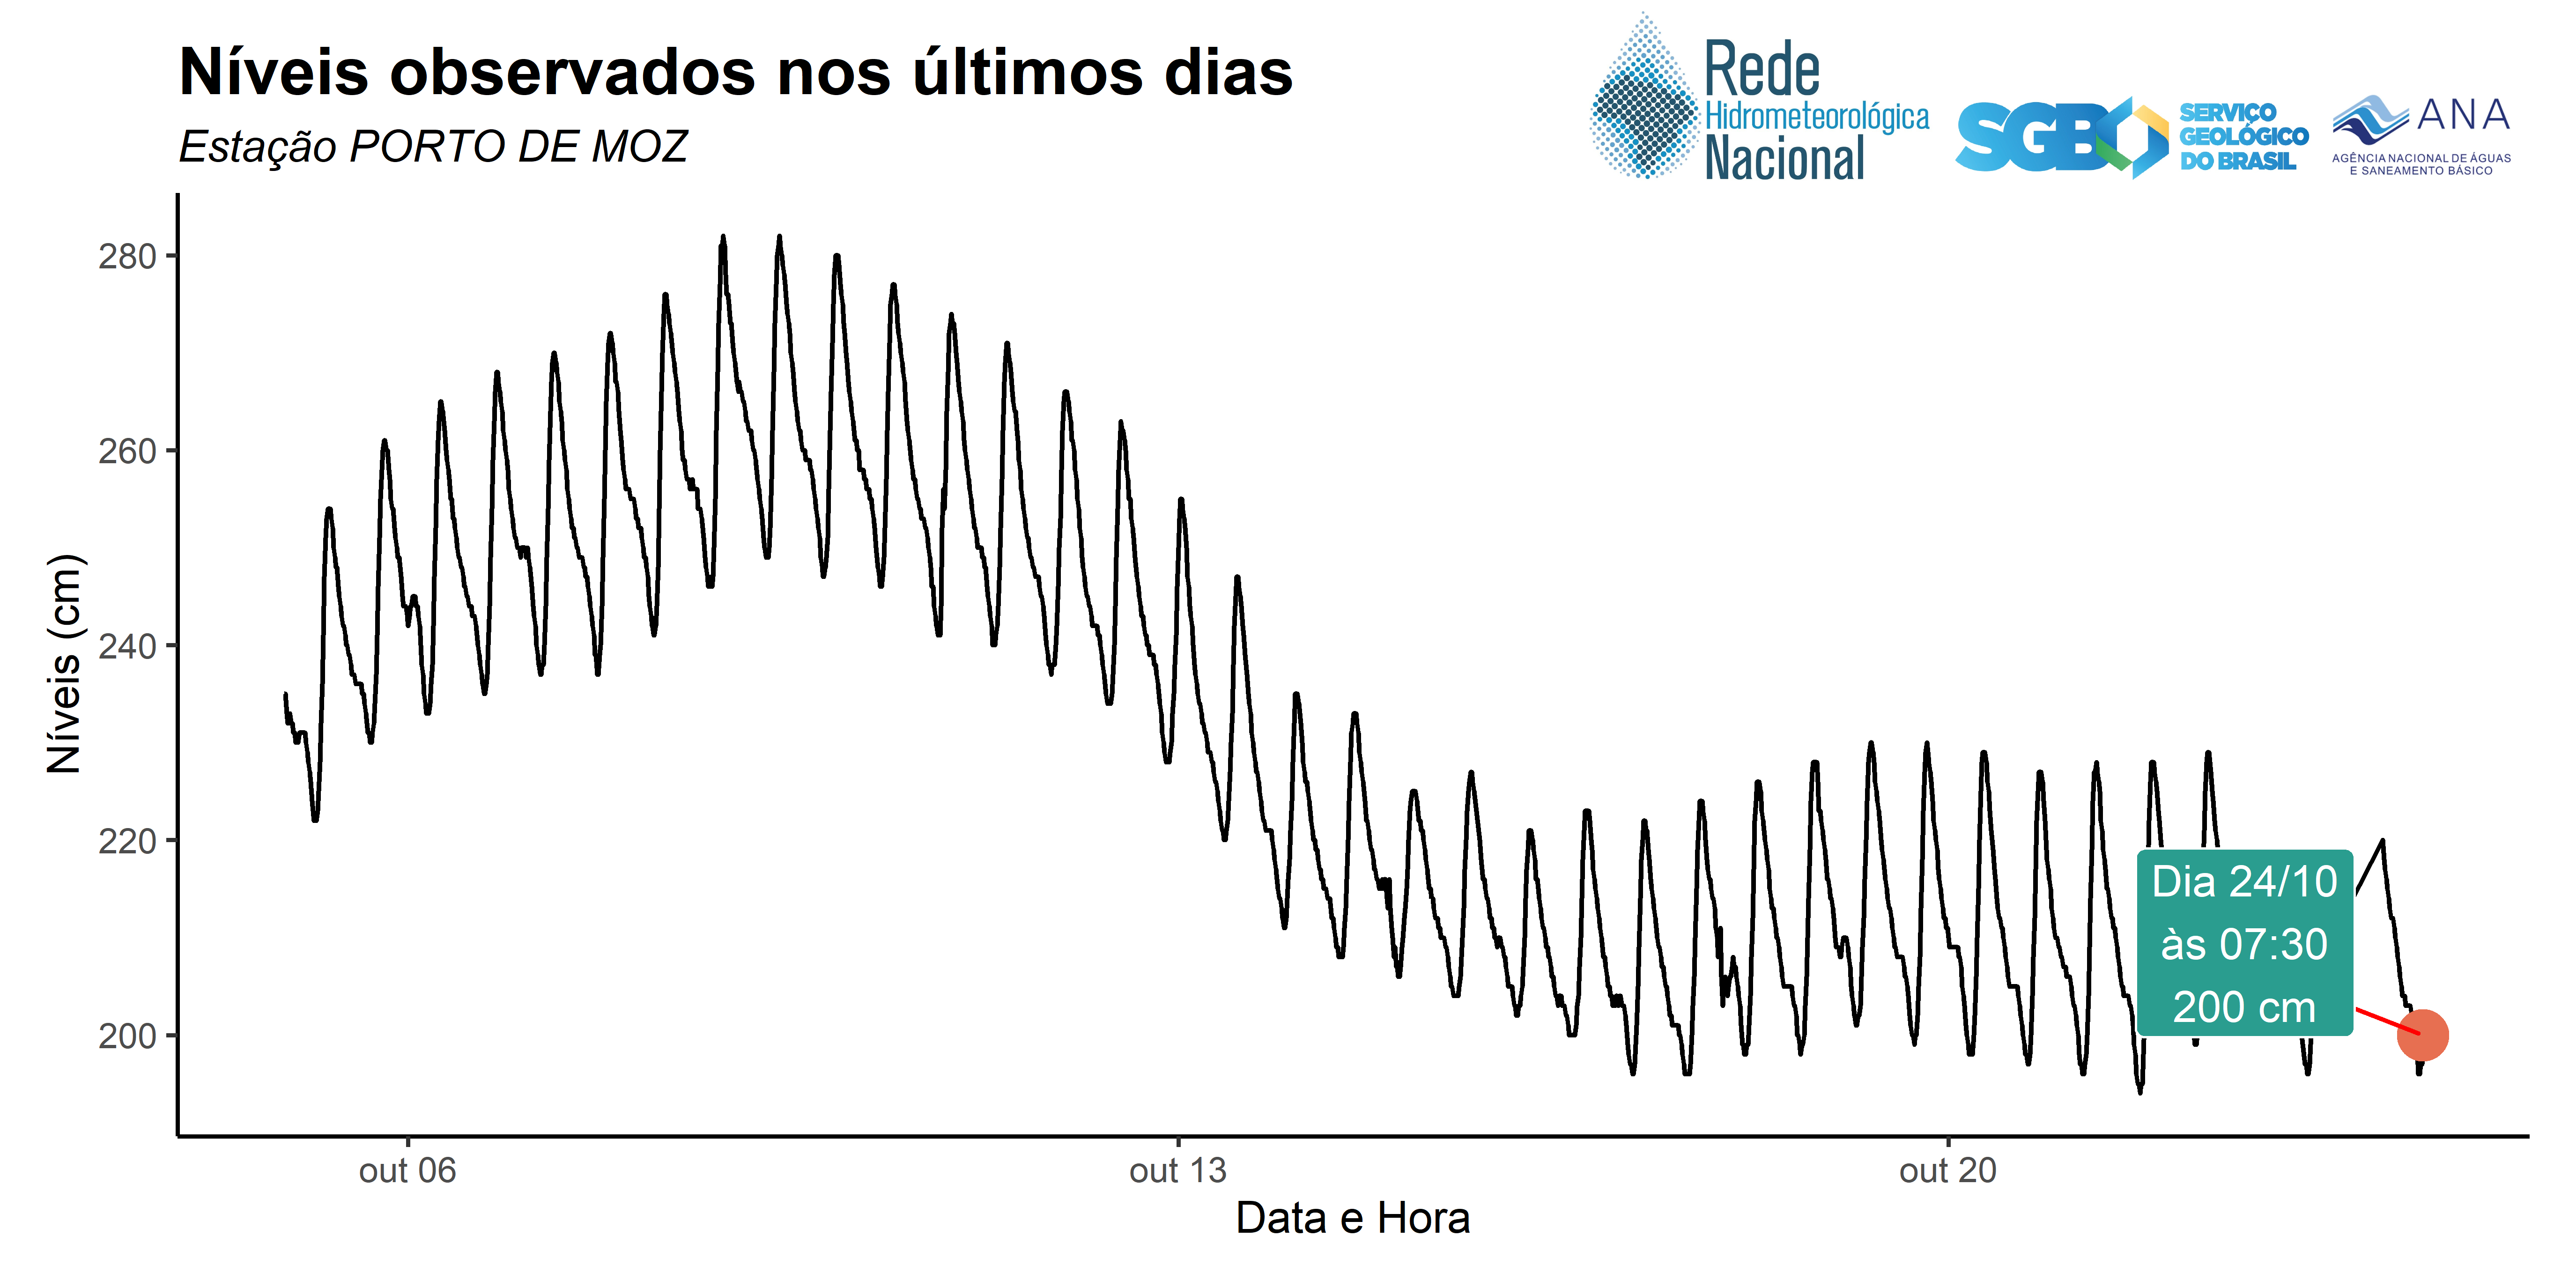 Níveis observados nos últimos dias
Estação PORTO DE MOZ
Rede
Hidrometeorológica
Nacional
SGB
SERVIÇO
GEOLÓGICO
DO BRASIL
ANA
AGÊNCIA NACIONAL DE ÁGUAS
E SANEAMENTO BÁSICO
Níveis (cm)
280
260
240
220
200
Dia 24/10
às 07:30
200 cm
out 06
out 13
out 20
Data e Hora